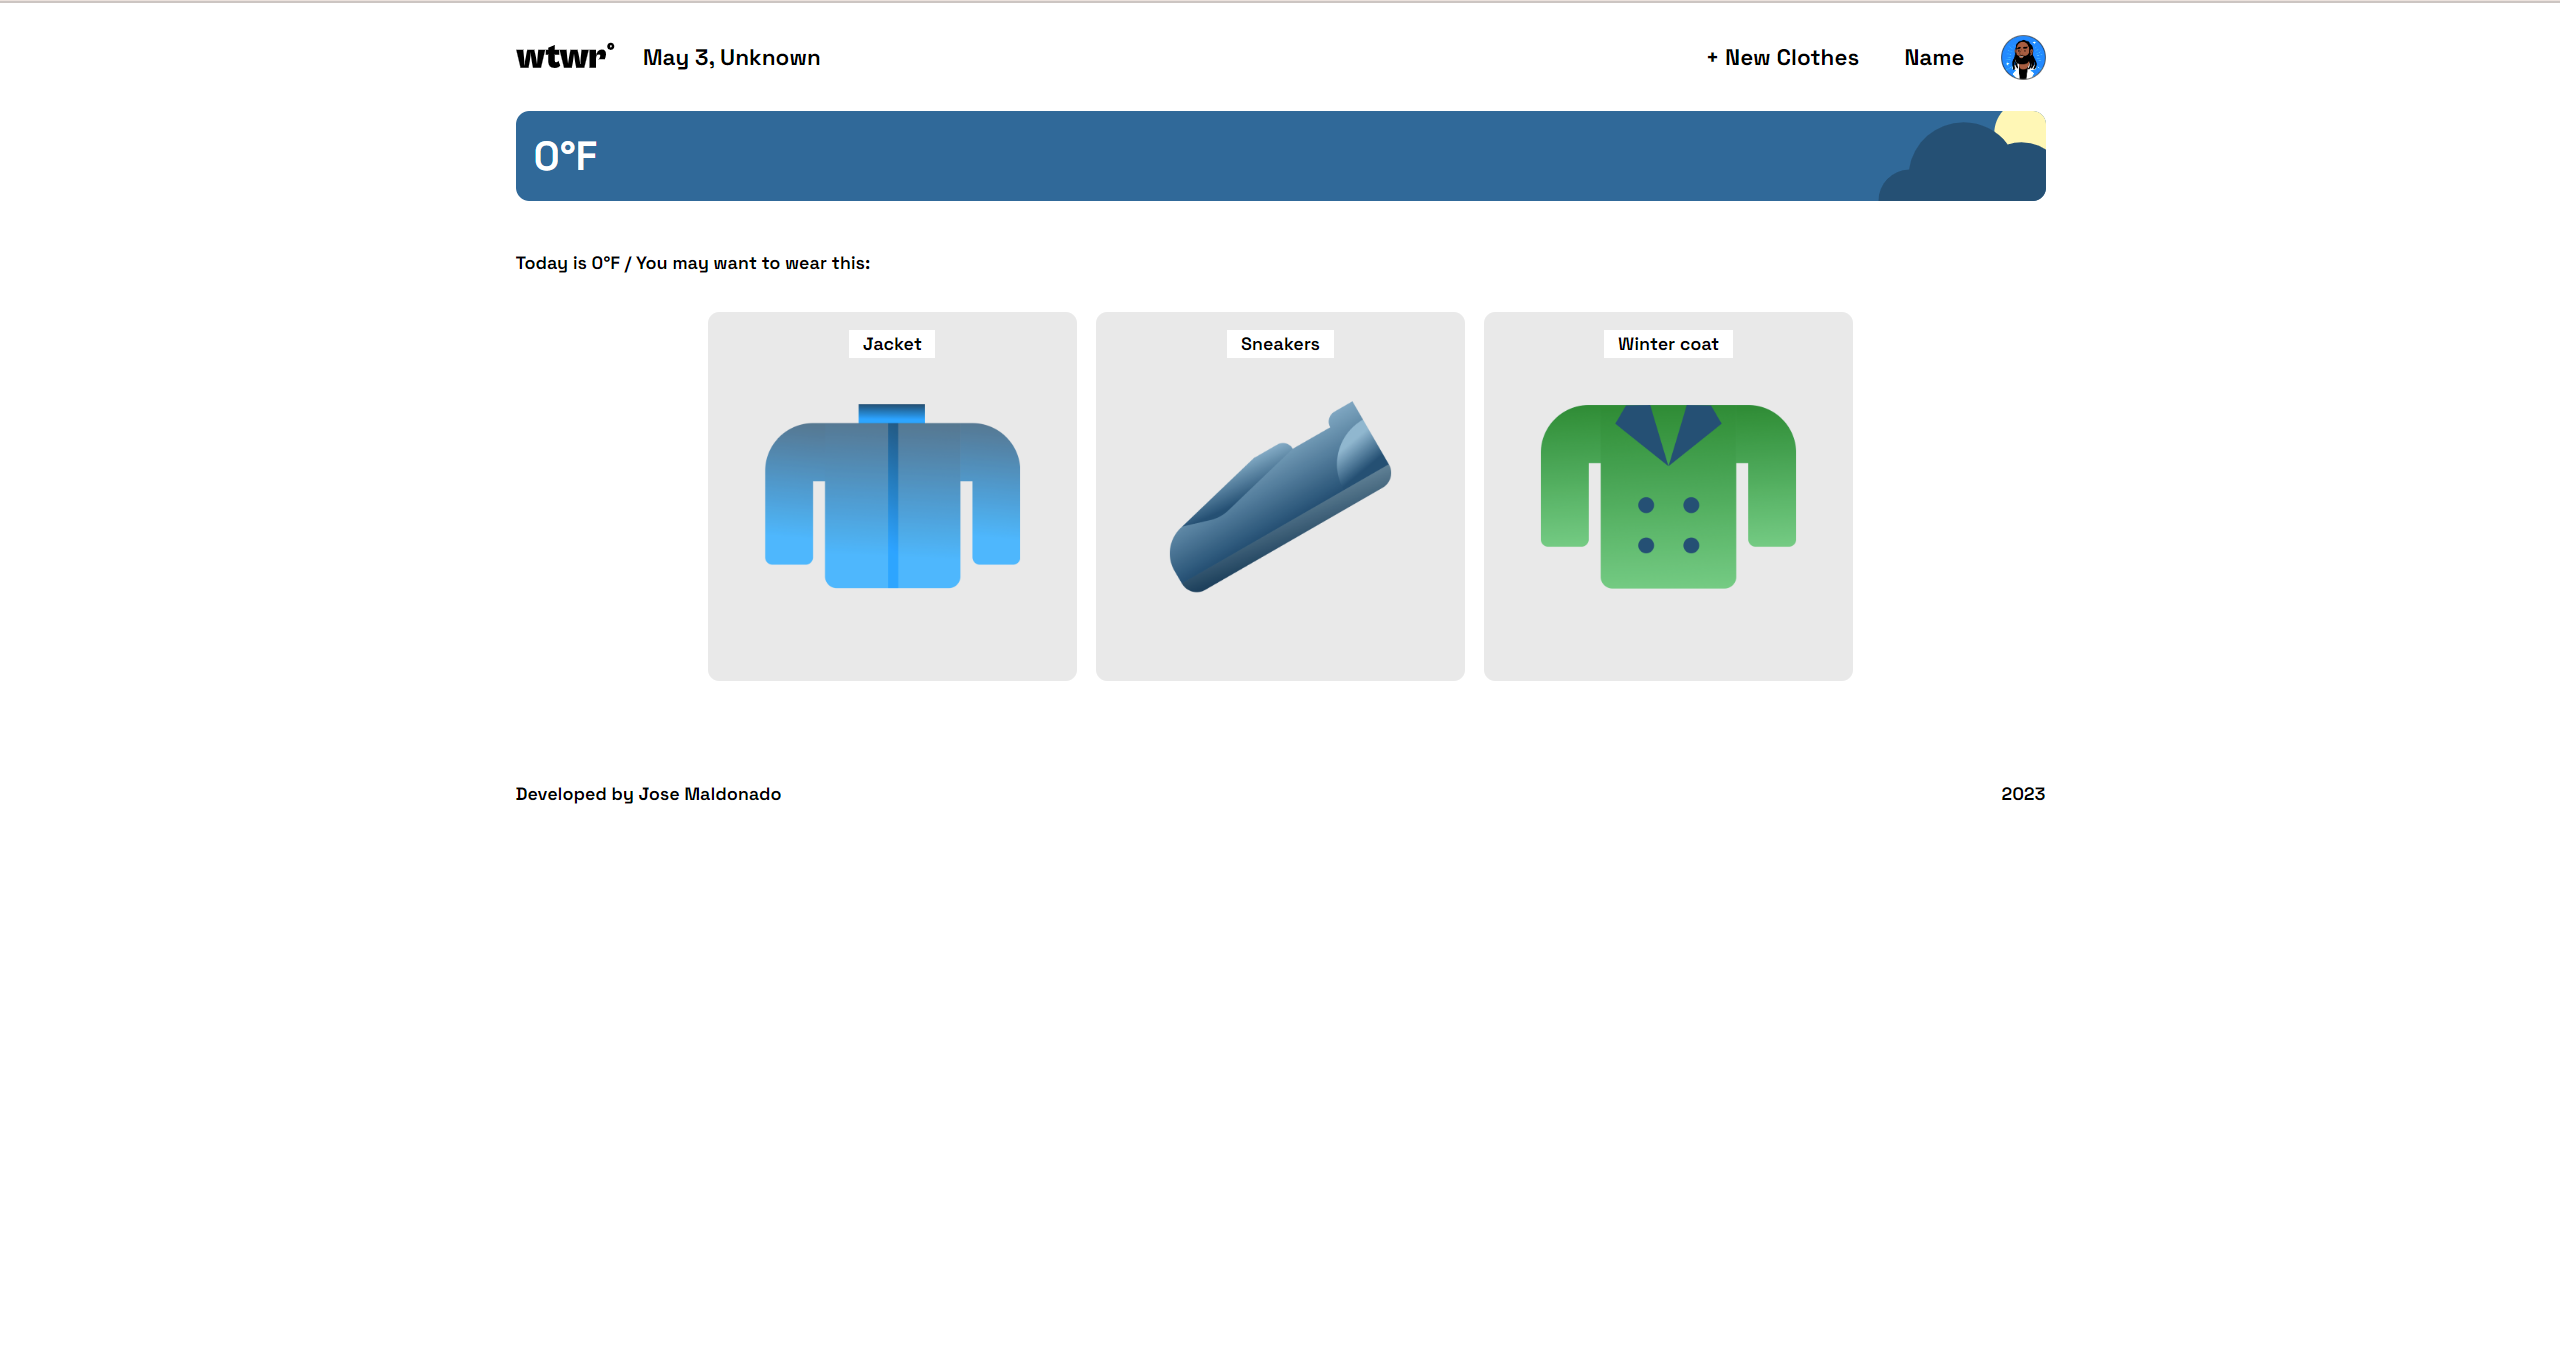 wtwr° May 3, Unknown + New Clothes Name
0°F
Today is 0°F / You may want to wear this:
Jacket Sneakers Winter coat
Developed by Jose Maldonado 2023